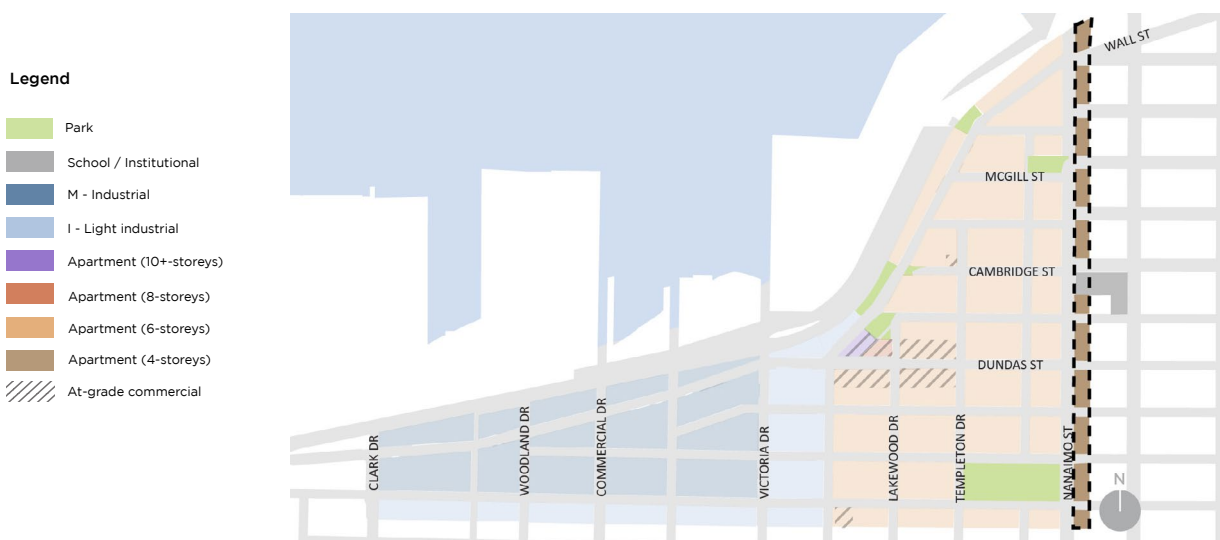 Legend
Park
School / Institutional
M - Industrial
I - Light industrial
Apartment (10+-storeys)
Apartment (8-storeys)
Apartment (6-storeys)
Apartment (4-storeys)
At-grade commercial
WALL ST
MCGILL ST
CAMBRIDGE ST
DUNDAS ST
CLARK DR
WOODLAND DR
COMMERCIAL DR
VICTORIA DR
LAKEWOOD DR
TEMPLETON DR
NANAIMO ST
N